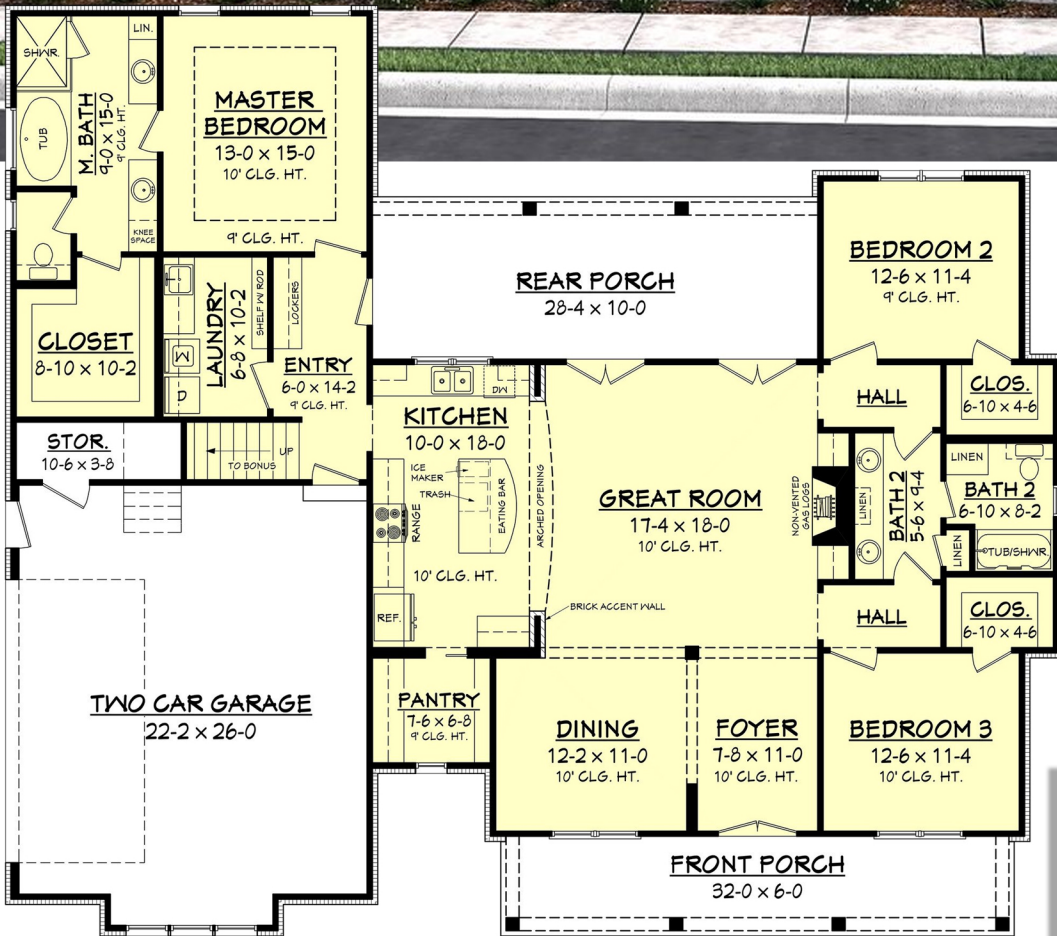 SHWR.
LIN.
TUB
M. BATH
9-0 x 15-0
9' CLG. HT.
KNEE
SPACE
MASTER
BEDROOM
13-0 x 15-0
10' CLG. HT.
9' CLG. HT.
CLOSET
8-10 x 10-2
LAUNDRY
6-8 x 10-2
SHELF W/ ROD
W
D
LOCKERS
ENTRY
6-0 x 14-2
9' CLG. HT.
REAR PORCH
28-4 x 10-0
BEDROOM 2
12-6 x 11-4
9' CLG. HT.
STOR.
10-6 x 3-8
UP
TO BONUS
KITCHEN
10-0 x 18-0
DW
ICE
MAKER
TRASH
EATING BAR
RANGE
10' CLG. HT.
REF.
ARCHED OPENING
BRICK ACCENT WALL
GREAT ROOM
17-4 x 18-0
10' CLG. HT.
NON-VENTED
GAS LOGS
HALL
CLOS.
6-10 x 4-6
LINEN
BATH 2
5-6 x 9-4
LINEN
BATH 2
6-10 x 8-2
LINEN
TUB/SHWR.
HALL
CLOS.
6-10 x 4-6
TWO CAR GARAGE
22-2 x 26-0
PANTRY
7-6 x 6-8
9' CLG. HT.
DINING
12-2 x 11-0
10' CLG. HT.
FOYER
7-8 x 11-0
10' CLG. HT.
BEDROOM 3
12-6 x 11-4
10' CLG. HT.
FRONT PORCH
32-0 x 6-0